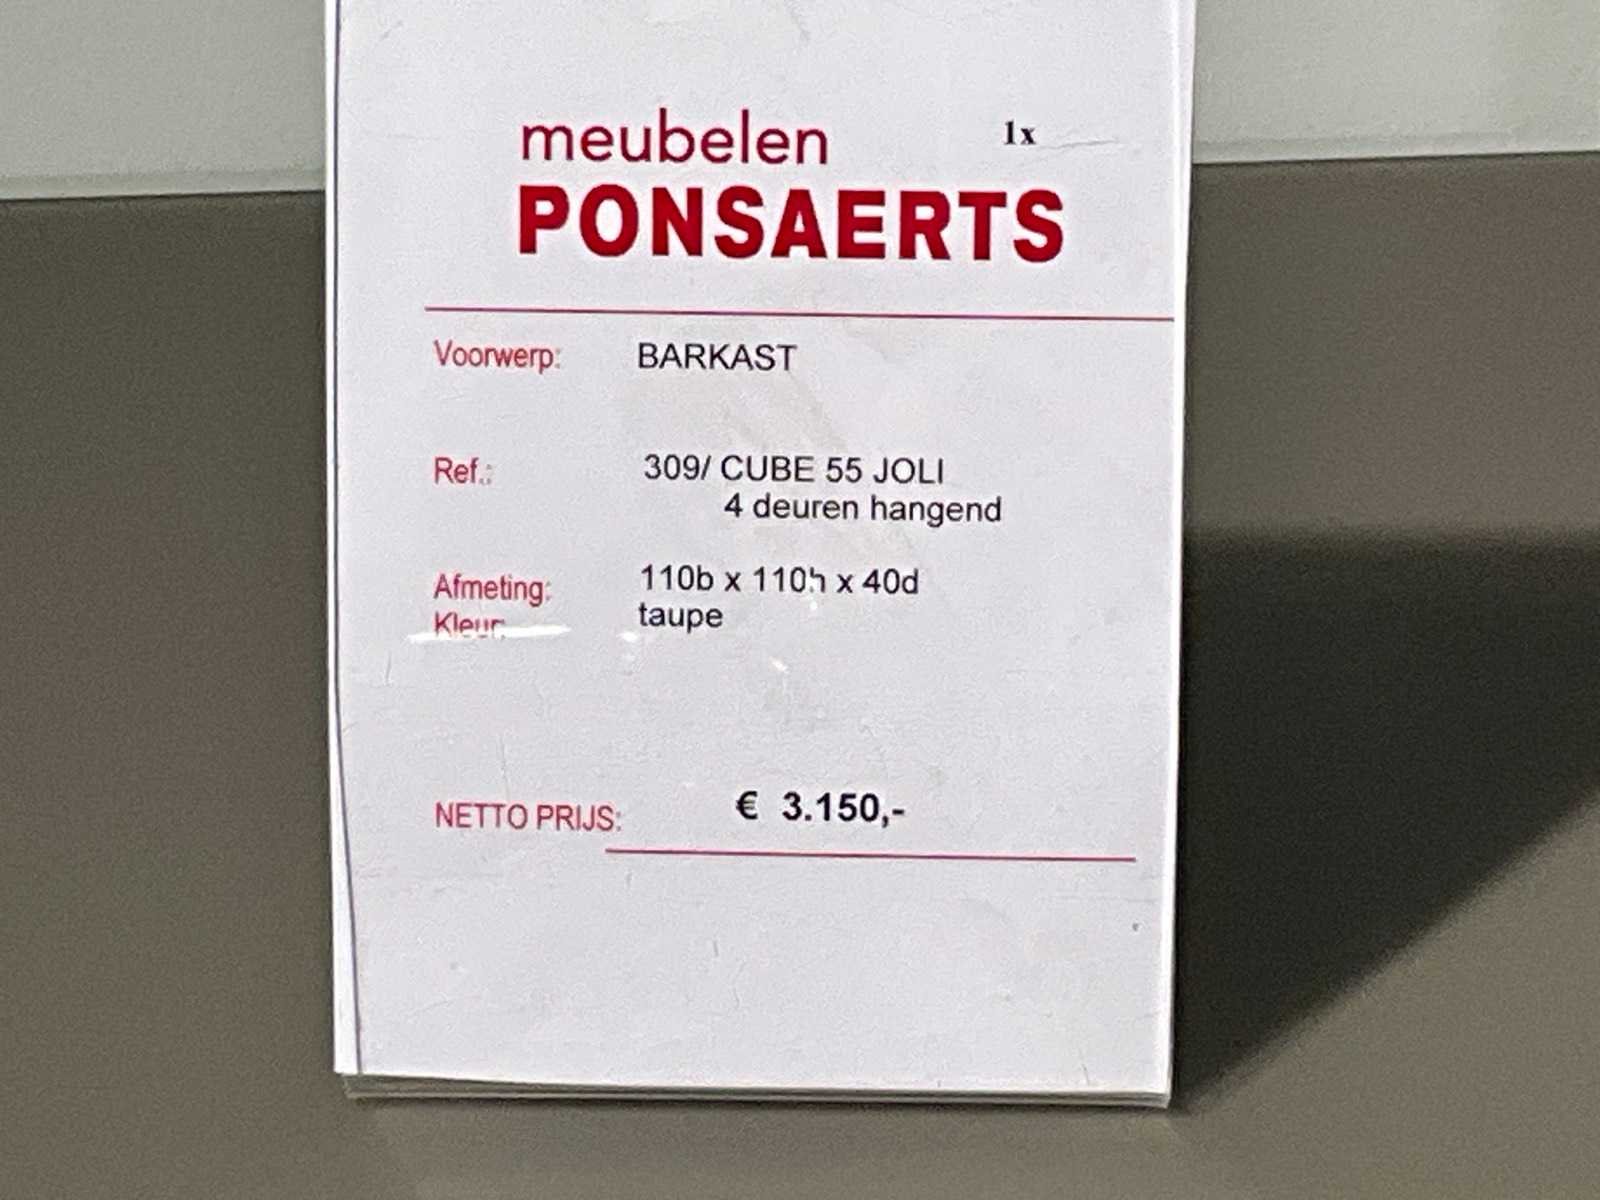 meubelen
1x
PONSAERTS
Voorwerp: BARKAST
Ref.: 309/ CUBE 55 JOLI
4 deuren hangend
Afmeting: 110b x 110h x 40d
Kleur: taupe
NETTO PRIJS: € 3.150,-